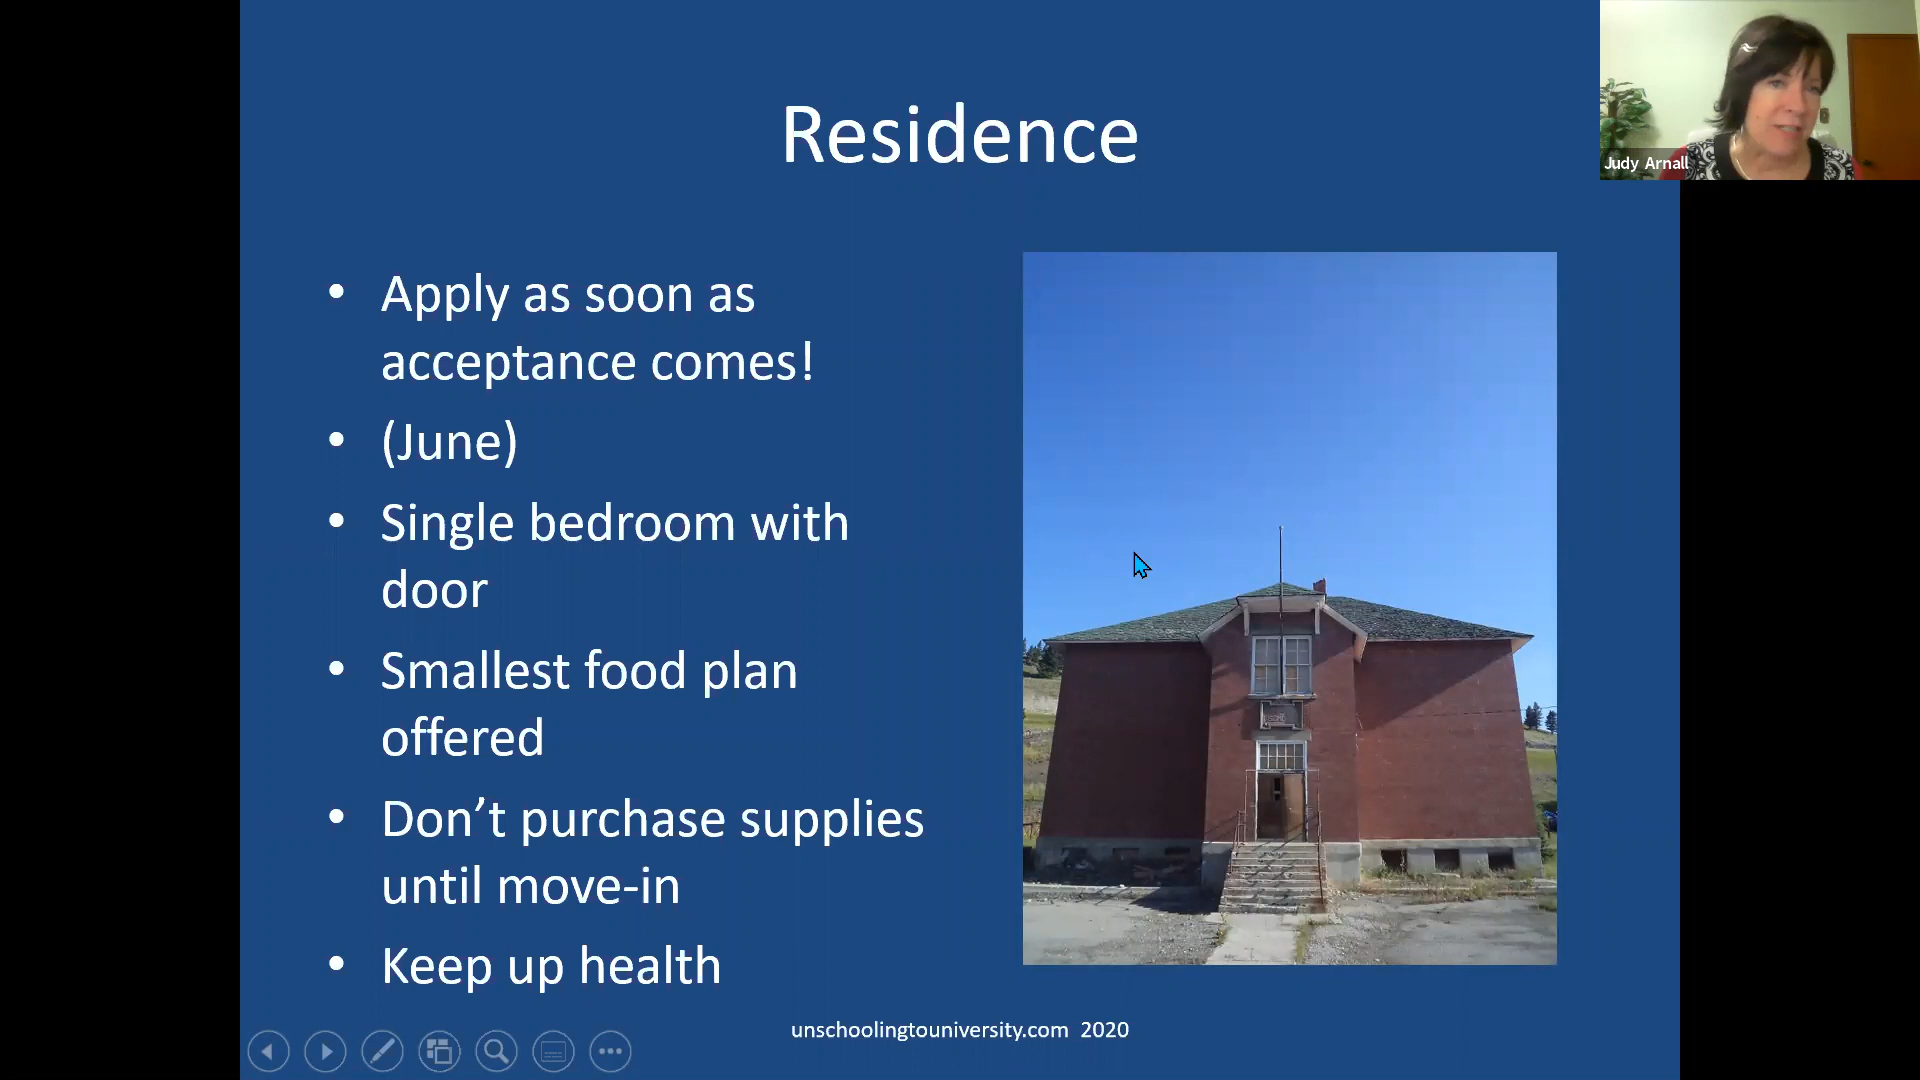 Residence
Judy Arnall
• Apply as soon as
acceptance comes!
• (June)
• Single bedroom with
door
• Smallest food plan
offered
• Don’t purchase supplies
until move-in
• Keep up health
unschoolingtouniversity.com 2020